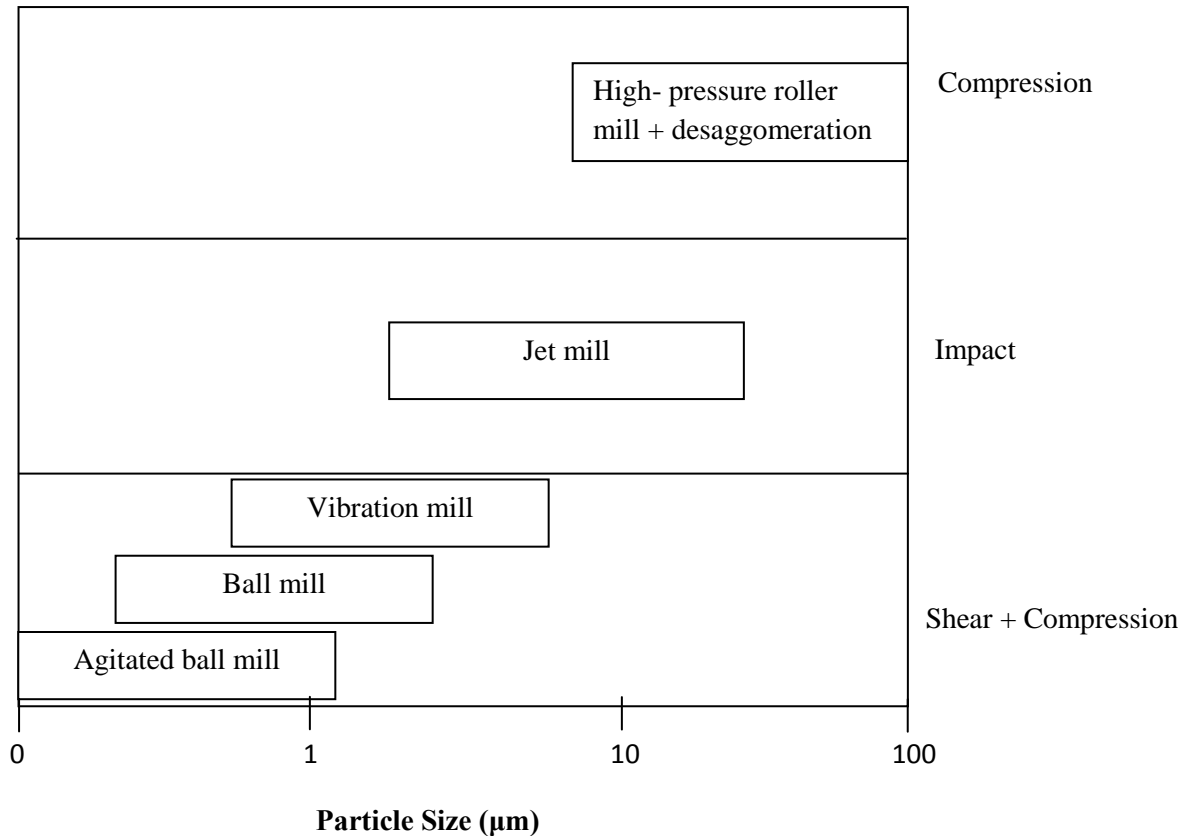 High- pressure roller
mill + desaggomeration
Compression
Jet mill
Impact
Vibration mill
Ball mill
Agitated ball mill
Shear + Compression
0 1 10 100
Particle Size (µm)